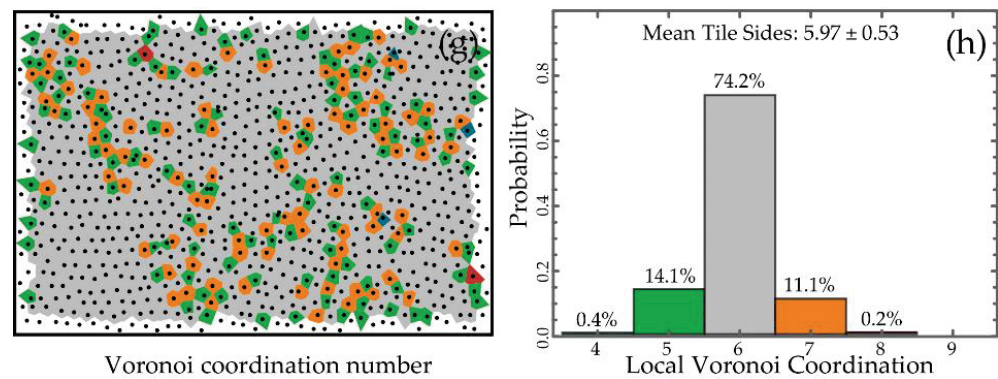 (g)
Voronoi coordination number
Mean Tile Sides: 5.97 ± 0.53
(h)
74.2%
14.1%
11.1%
0.4%
0.2%
Probability
0.8
0.6
0.4
0.2
0.0
4 5 6 7 8 9
Local Voronoi Coordination